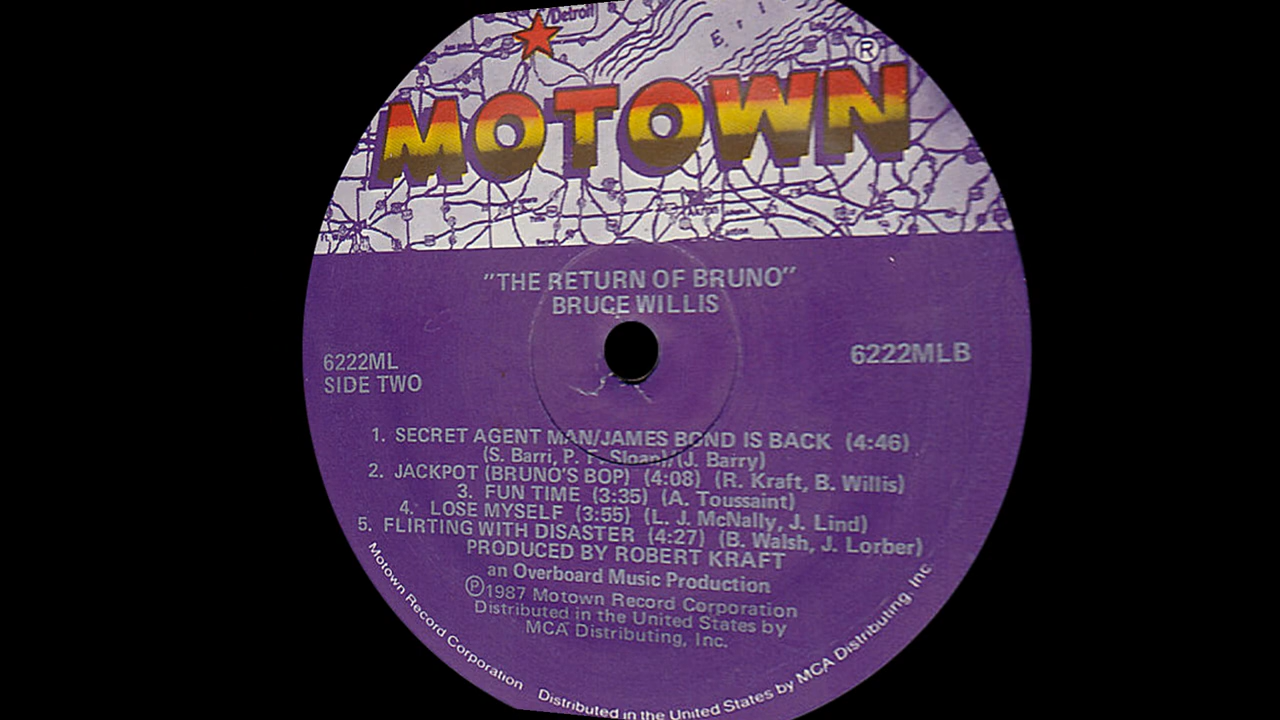 Detroit
E r i
MOTOWN®
"THE RETURN OF BRUNO"
BRUCE WILLIS
6222ML
SIDE TWO
6222MLB
1. SECRET AGENT MAN/JAMES BOND IS BACK (4:46)
(S. Barri, P. F. Sloan)/(J. Barry)
2. JACKPOT (BRUNO'S BOP) (4:08) (R. Kraft, B. Willis)
3. FUN TIME (3:35) (A. Toussaint)
4. LOSE MYSELF (3:55) (L. J. McNally, J. Lind)
5. FLIRTING WITH DISASTER (4:27) (B. Walsh, J. Lorber)
PRODUCED BY ROBERT KRAFT
an Overboard Music Production
℗1987 Motown Record Corporation
Distributed in the United States by
MCA Distributing, Inc.
Motown Record Corporation Distributed in the United States by MCA Distributing, Inc